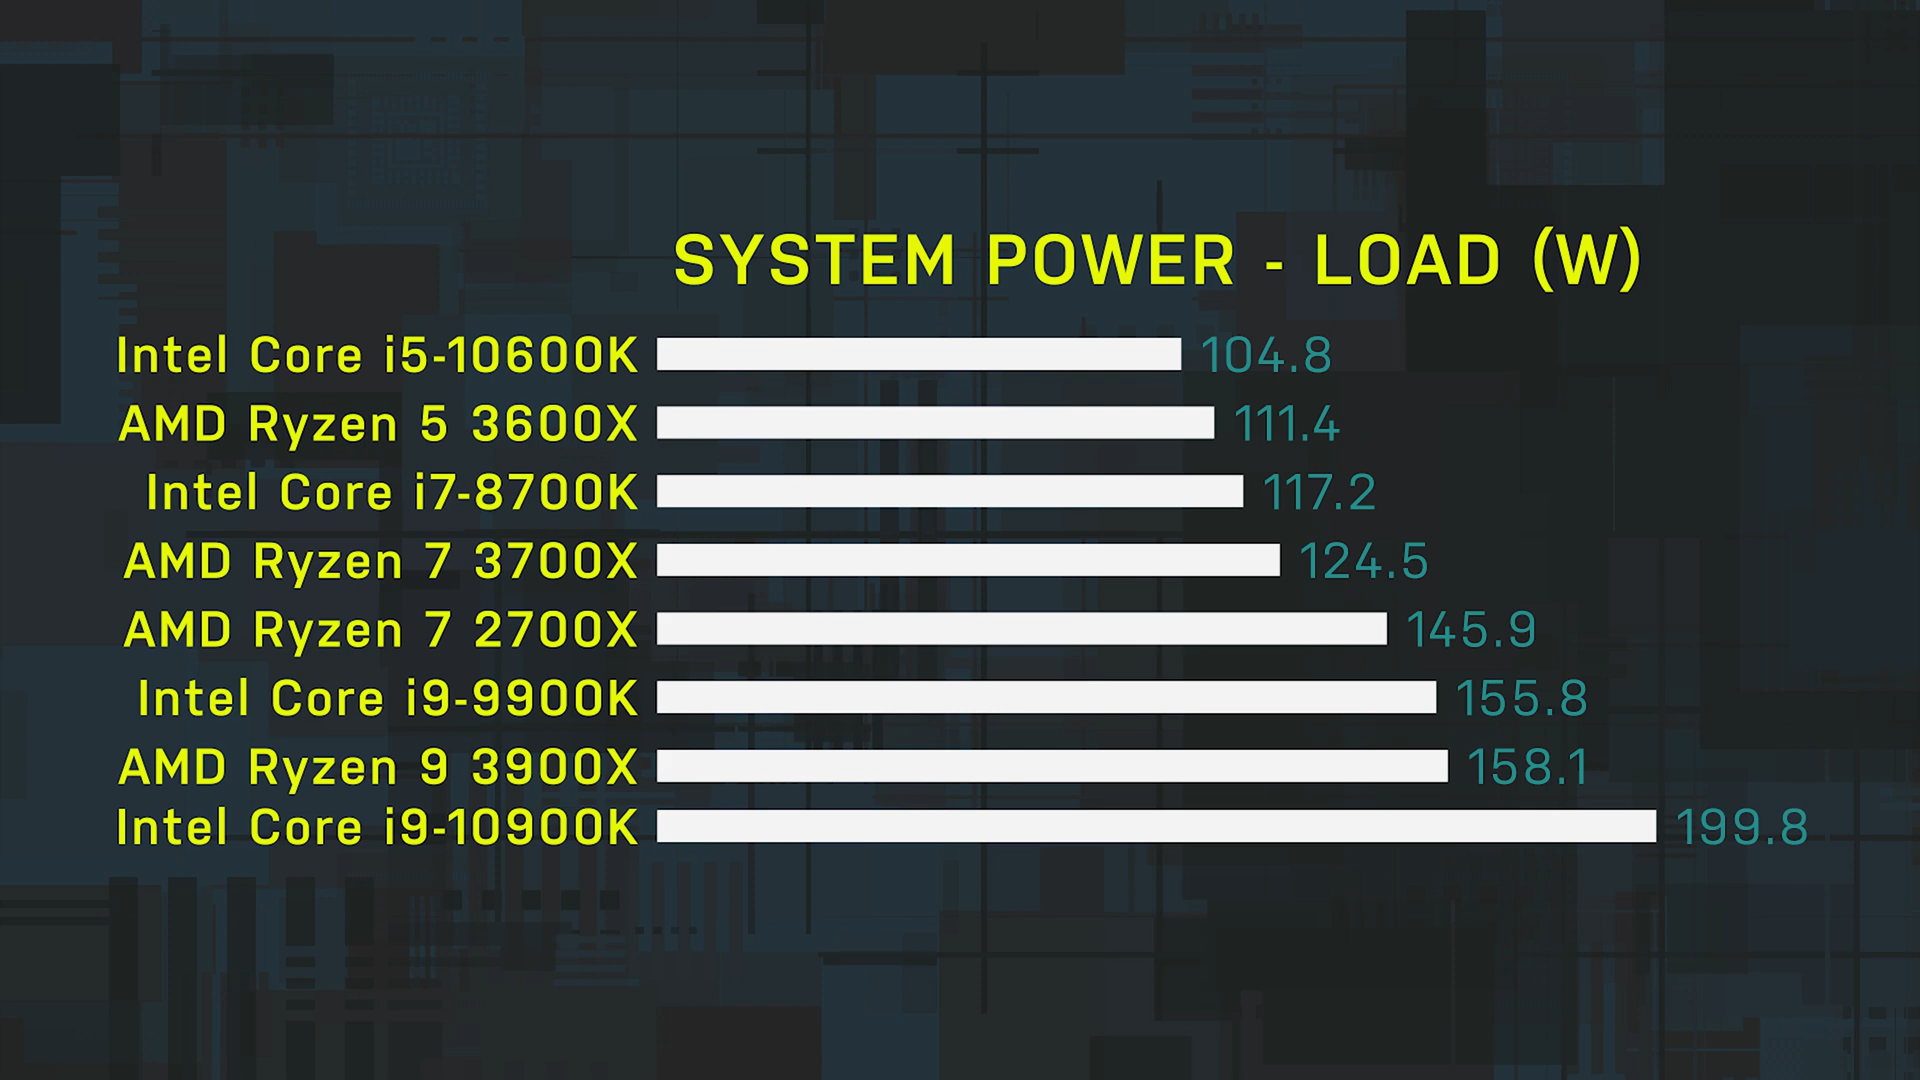 SYSTEM POWER - LOAD (W)
Intel Core i5-10600K 104.8
AMD Ryzen 5 3600X 111.4
Intel Core i7-8700K 117.2
AMD Ryzen 7 3700X 124.5
AMD Ryzen 7 2700X 145.9
Intel Core i9-9900K 155.8
AMD Ryzen 9 3900X 158.1
Intel Core i9-10900K 199.8